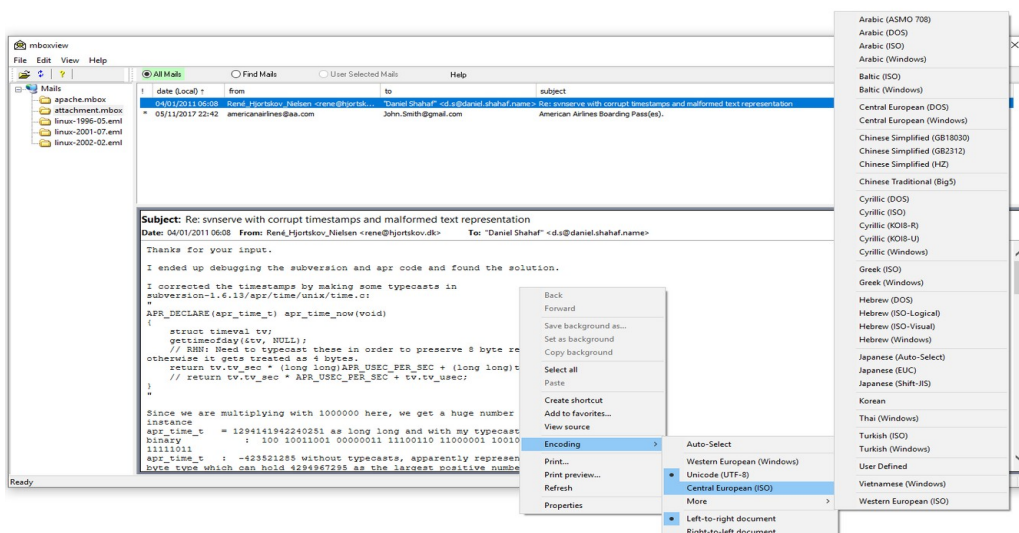 mboxview
File Edit View Help
All Mails Find Mails User Selected Mails Help
Mails
apache.mbox
attachment.mbox
linux-1996-05.eml
linux-2001-07.eml
linux-2002-02.eml
! date (Local) ↑ from to subject
04/01/2011 06:08 René_Hjortskov_Nielsen <rene@hjortsk... "Daniel Shahaf" <d.s@daniel.shahaf.name> Re: svnserve with corrupt timestamps and malformed text representation
* 05/11/2017 22:42 americanairlines@aa.com John.Smith@gmail.com American Airlines Boarding Pass(es).
Subject: Re: svnserve with corrupt timestamps and malformed text representation
Date: 04/01/2011 06:08 From: René_Hjortskov_Nielsen <rene@hjortskov.dk> To: "Daniel Shahaf" <d.s@daniel.shahaf.name>
Thanks for your input.
I ended up debugging the subversion and apr code and found the solution.
I corrected the timestamps by making some typecasts in
subversion-1.6.13/apr/time/unix/time.c:
"
APR_DECLARE(apr_time_t) apr_time_now(void)
{
struct timeval tv;
gettimeofday(&tv, NULL);
// RHN: Need to typecast these in order to preserve 8 byte re
otherwise it gets treated as 4 bytes.
return tv.tv_sec * (long long)APR_USEC_PER_SEC + (long long)t
// return tv.tv_sec * APR_USEC_PER_SEC + tv.tv_usec;
}
"
Since we are multiplying with 1000000 here, we get a huge number
instance
apr_time_t = 1294141942240251 as long long and with my typecast
binary : 100 10011001 00000011 11100110 11000001 10010
11111011
apr_time_t : -423521285 without typecasts, apparently represen
byte type which can hold 4294967295 as the largest positive numbe
Ready
Back
Forward
Save background as...
Set as background
Copy background
Select all
Paste
Create shortcut
Add to favorites...
View source
Encoding
Print...
Print preview...
Refresh
Properties
Auto-Select
Western European (Windows)
Unicode (UTF-8)
Central European (ISO)
More
Left-to-right document
Right-to-left document
Arabic (ASMO 708)
Arabic (DOS)
Arabic (ISO)
Arabic (Windows)
Baltic (ISO)
Baltic (Windows)
Central European (DOS)
Central European (Windows)
Chinese Simplified (GB18030)
Chinese Simplified (GB2312)
Chinese Simplified (HZ)
Chinese Traditional (Big5)
Cyrillic (DOS)
Cyrillic (ISO)
Cyrillic (KOI8-R)
Cyrillic (KOI8-U)
Cyrillic (Windows)
Greek (ISO)
Greek (Windows)
Hebrew (DOS)
Hebrew (ISO-Logical)
Hebrew (ISO-Visual)
Hebrew (Windows)
Japanese (Auto-Select)
Japanese (EUC)
Japanese (Shift-JIS)
Korean
Thai (Windows)
Turkish (ISO)
Turkish (Windows)
User Defined
Vietnamese (Windows)
Western European (ISO)